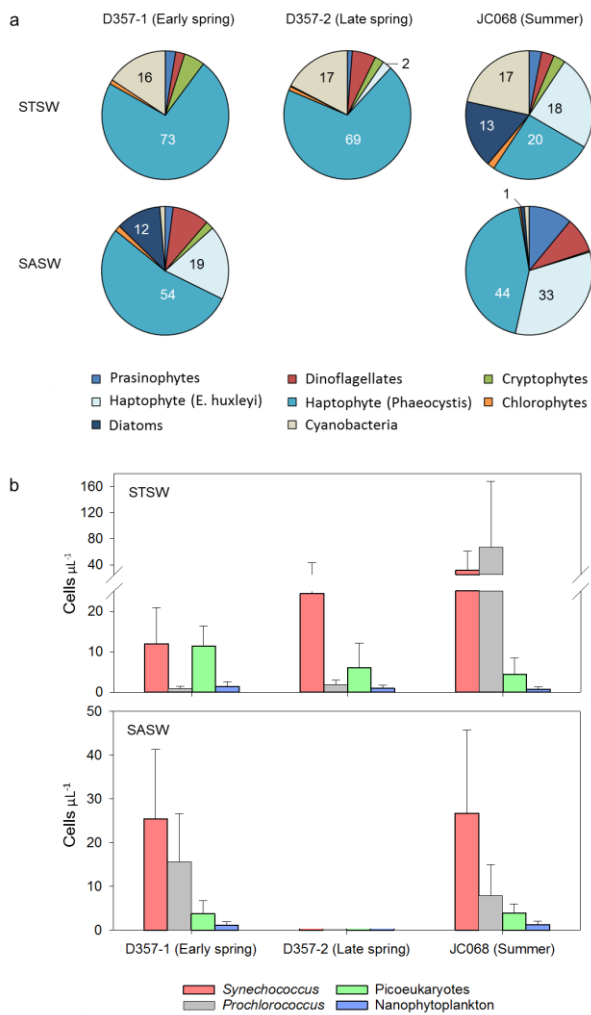 a
D357-1 (Early spring) D357-2 (Late spring) JC068 (Summer)
STSW
16
73
17
2
69
17
18
13
20
SASW
12
19
54
1
44
33
Prasinophytes Dinoflagellates Cryptophytes
Haptophyte (E. huxleyi) Haptophyte (Phaeocystis) Chlorophytes
Diatoms Cyanobacteria
b
STSW
160
120
80
40
20
10
0
Cells µL-1
SASW
50
40
30
20
10
0
Cells µL-1
D357-1 (Early spring) D357-2 (Late spring) JC068 (Summer)
Synechococcus Picoeukaryotes
Prochlorococcus Nanophytoplankton